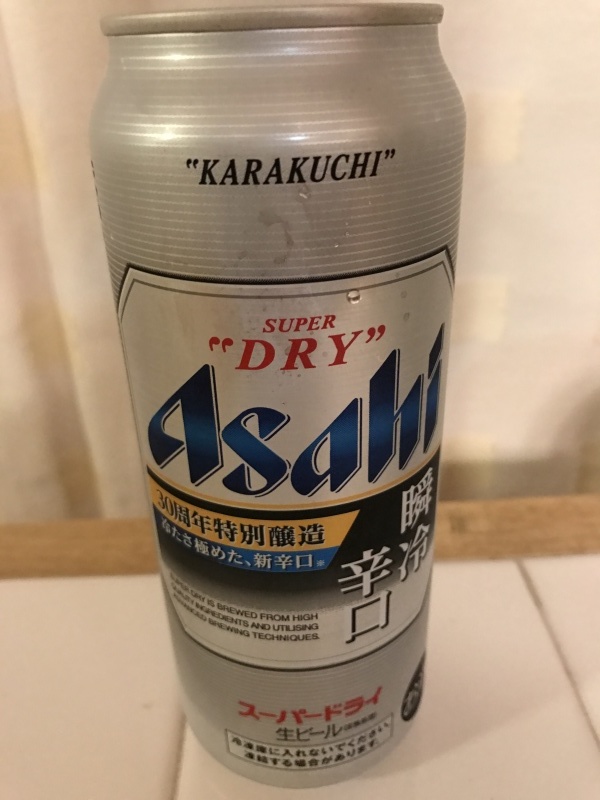 “KARAKUCHI”
SUPER
“DRY”
Asahi
30周年特別醸造
冷たさ極めた、新辛口※
瞬冷
辛口
SUPER DRY IS BREWED FROM HIGH
QUALITY INGREDIENTS AND UTILISING
ADVANCED BREWING TECHNIQUES.
スーパードライ
生ビール
冷凍庫に入れないでください。
凍結する場合があります。